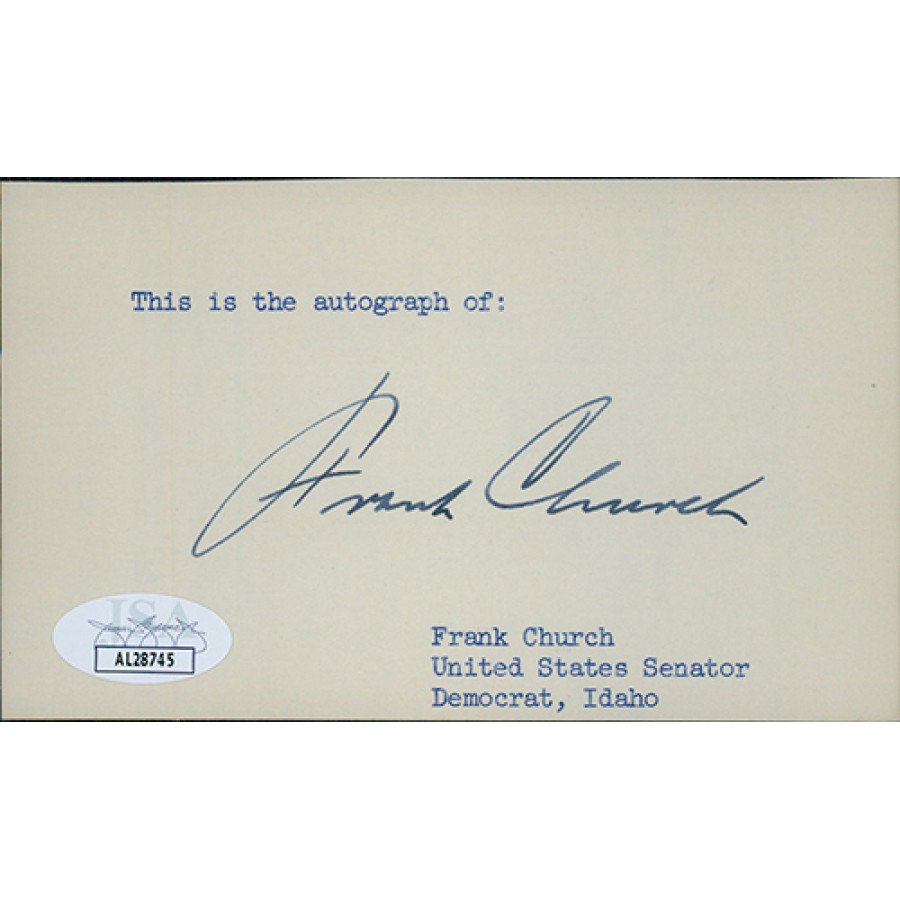 This is the autograph of:
Frank Church
JSA
AL28745
Frank Church
United States Senator
Democrat, Idaho